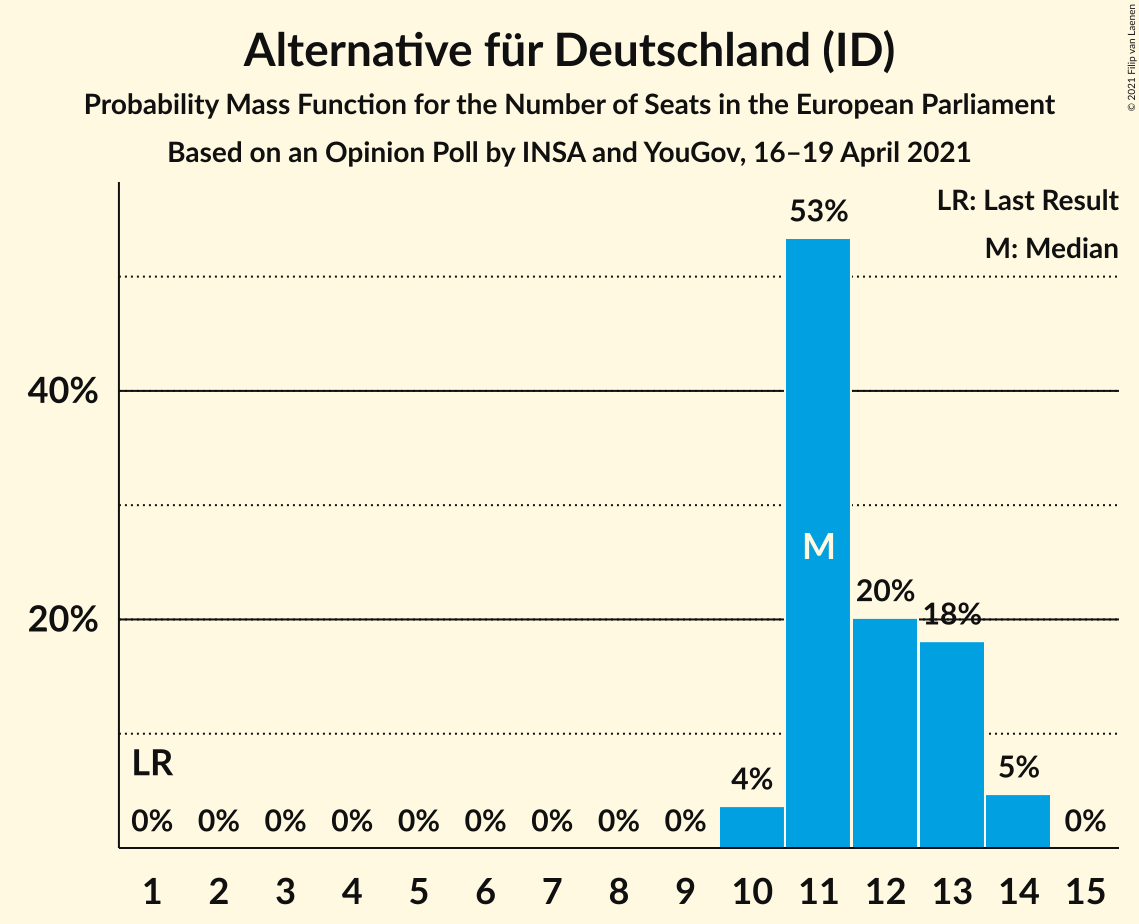 Alternative für Deutschland (ID)
Probability Mass Function for the Number of Seats in the European Parliament
Based on an Opinion Poll by INSA and YouGov, 16–19 April 2021
© 2021 Filip van Laenen
LR: Last Result
M: Median
53%
40%
M
20%
18%
20%
LR
5%
4%
0% 0% 0% 0% 0% 0% 0% 0% 0% 0%
1 2 3 4 5 6 7 8 9 10 11 12 13 14 15